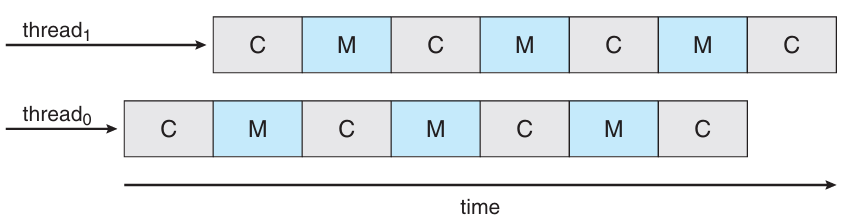 thread1
C M C M C M C
thread0
C M C M C M C
time